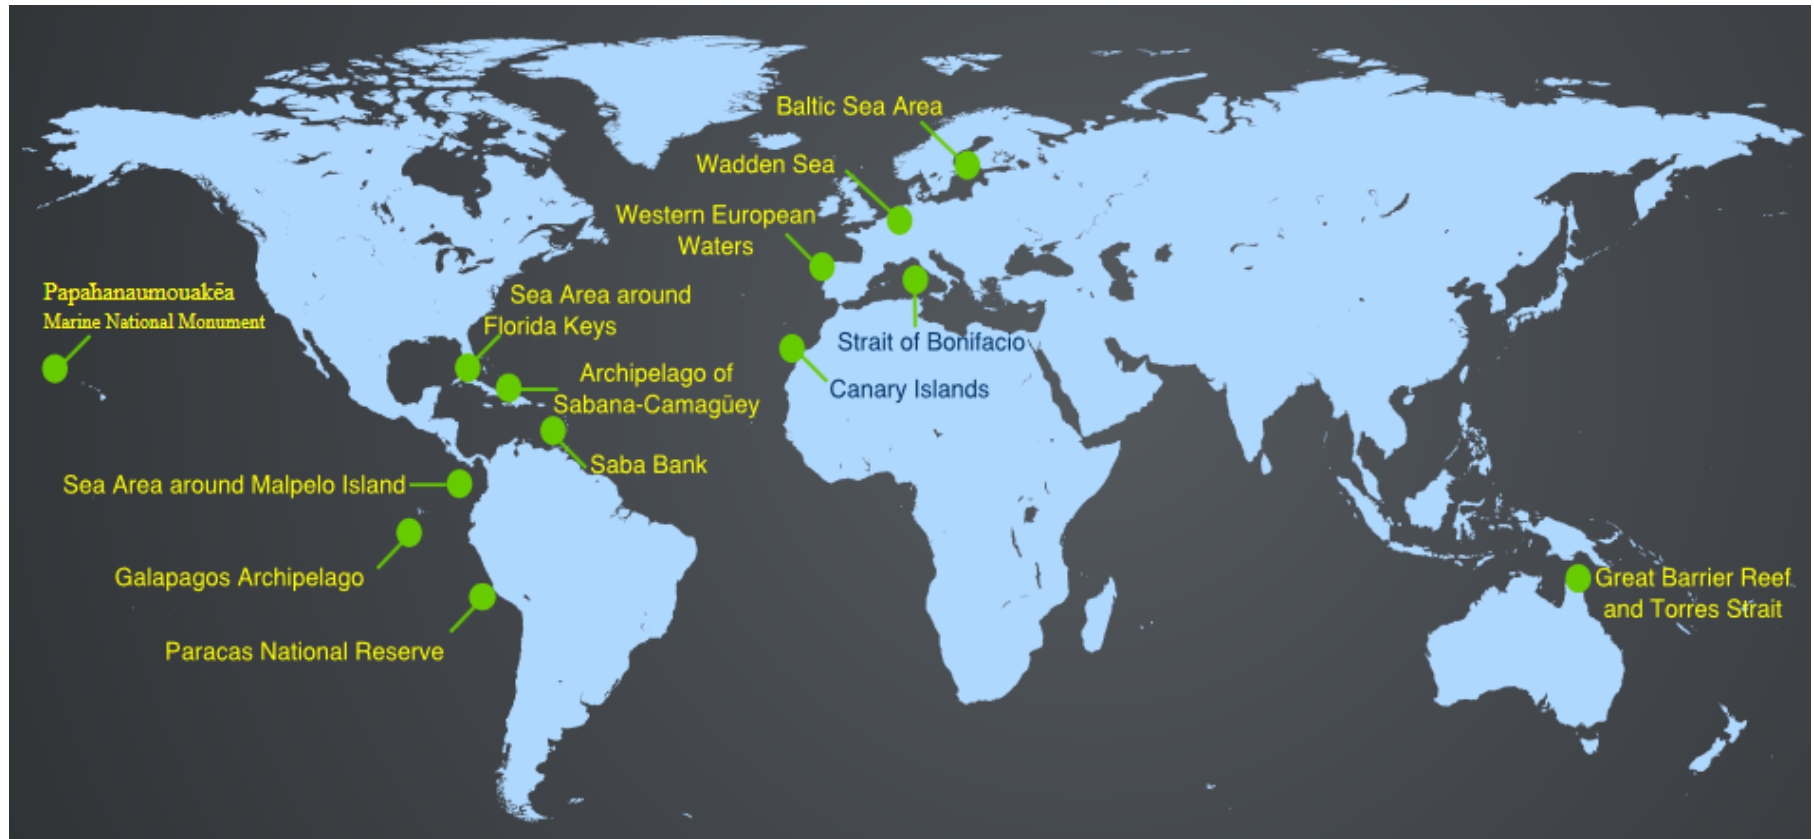 Baltic Sea Area
Wadden Sea
Western European
Waters
Papahanaumouakēa
Marine National Monument
Sea Area around
Florida Keys
Strait of Bonifacio
Archipelago of
Sabana-Camagüey
Canary Islands
Saba Bank
Sea Area around Malpelo Island
Galapagos Archipelago
Great Barrier Reef
and Torres Strait
Paracas National Reserve